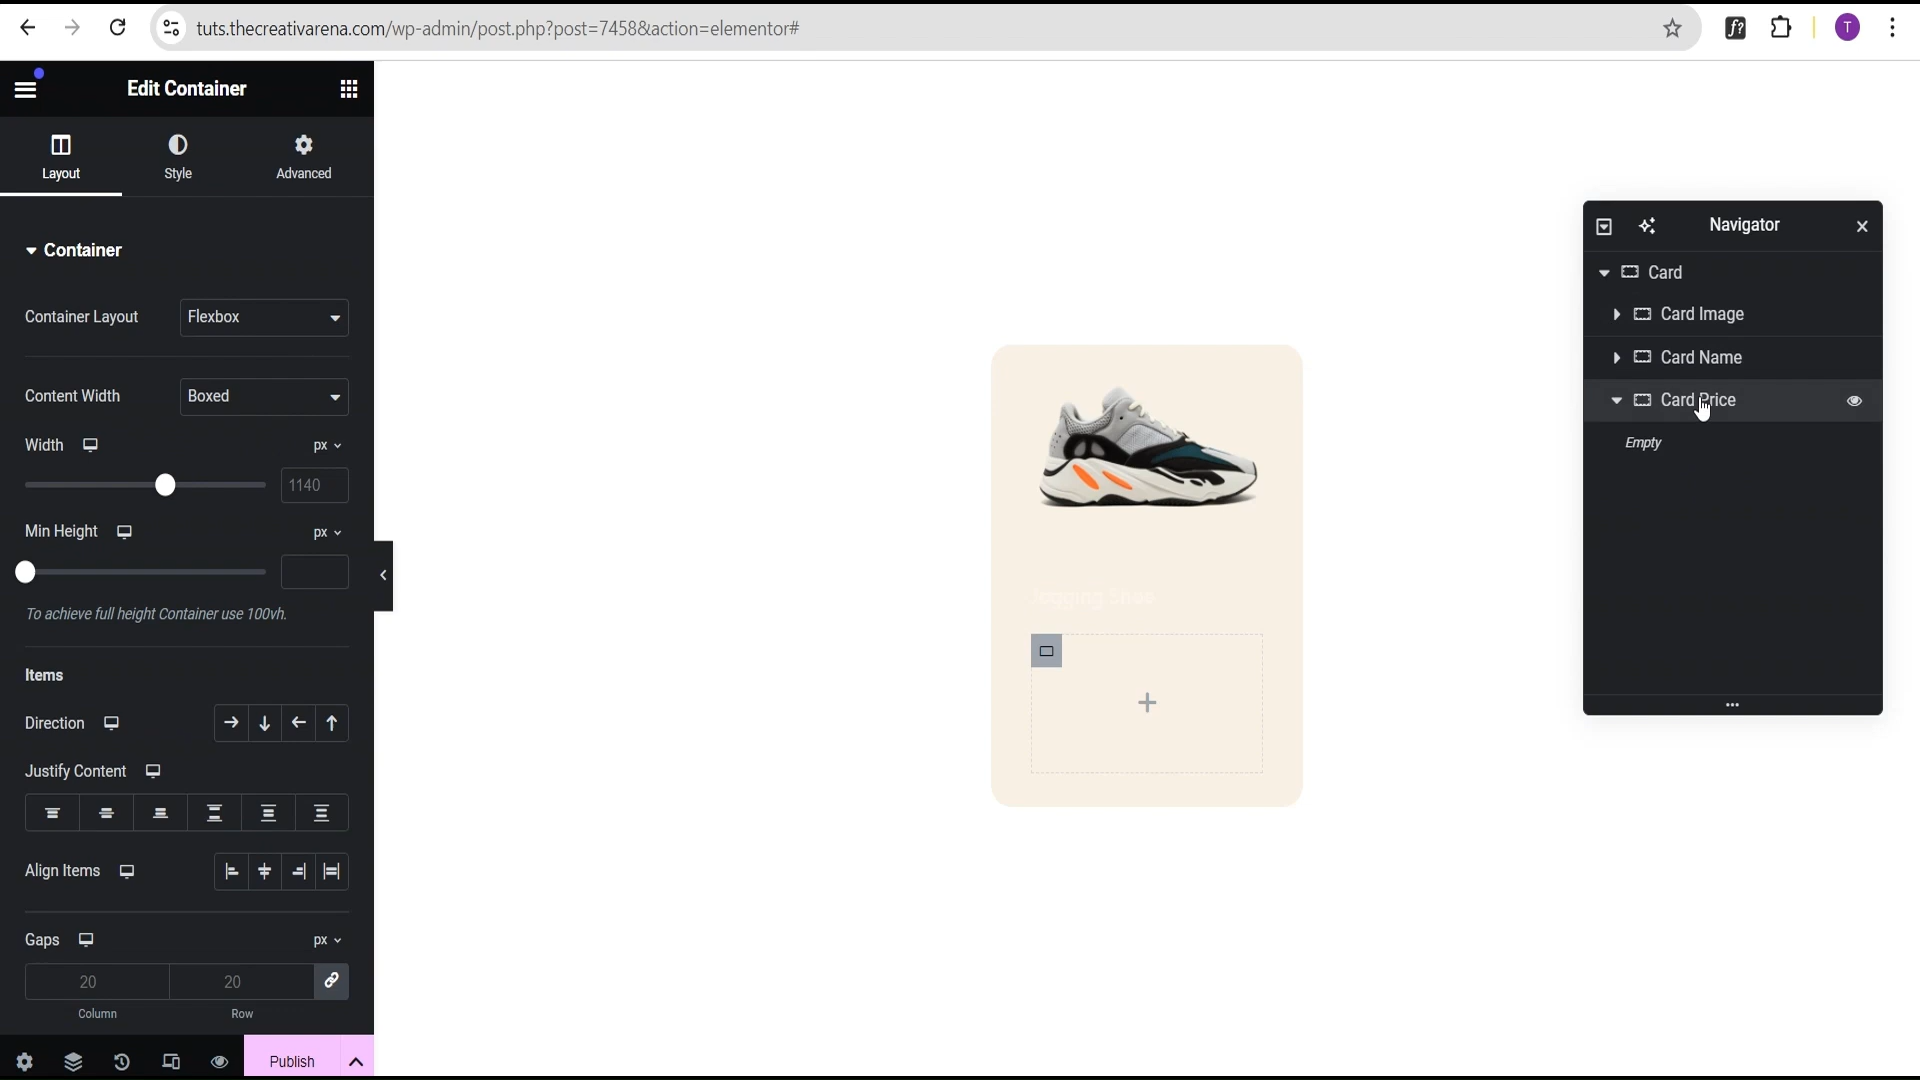 tuts.thecreativarena.com/wp-admin/post.php?post=7458&action=elementor#
f?
T
Edit Container
Layout
Style
Advanced
Container
Container Layout
Flexbox
Content Width
Boxed
Width
px
1140
Min Height
px
To achieve full height Container use 100vh.
Items
Direction
Justify Content
Align Items
Gaps
px
20
20
Column
Row
Publish
Jogging Shoe
Navigator
Card
Card Image
Card Name
Card Price
Empty